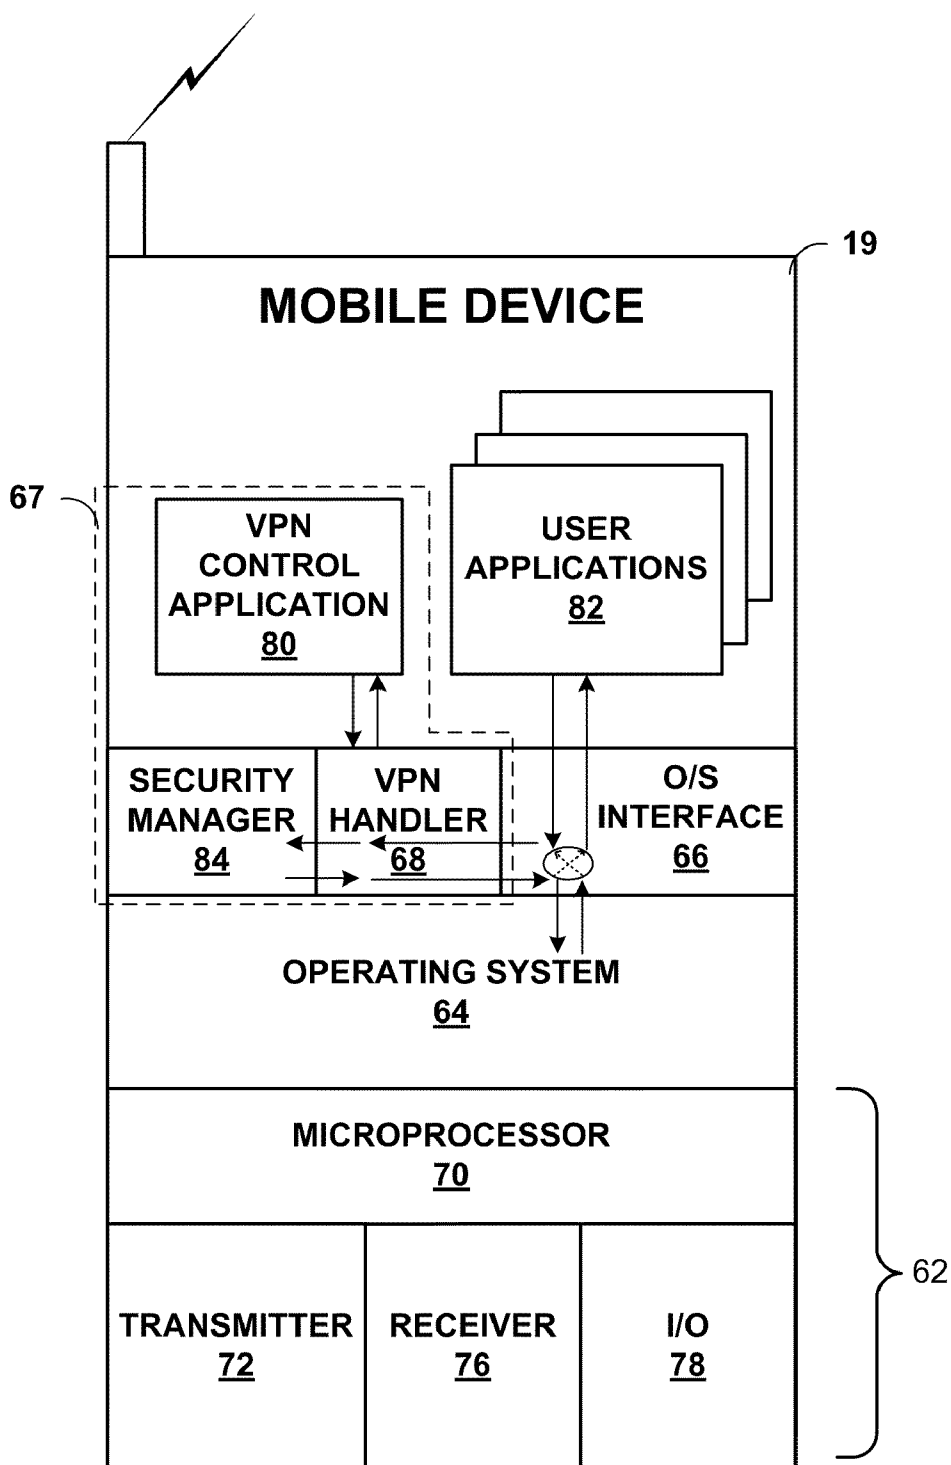 19
MOBILE DEVICE
67
VPN
CONTROL
APPLICATION
80
USER
APPLICATIONS
82
SECURITY
MANAGER
84
VPN
HANDLER
68
O/S
INTERFACE
66
OPERATING SYSTEM
64
MICROPROCESSOR
70
62
TRANSMITTER
72
RECEIVER
76
I/O
78